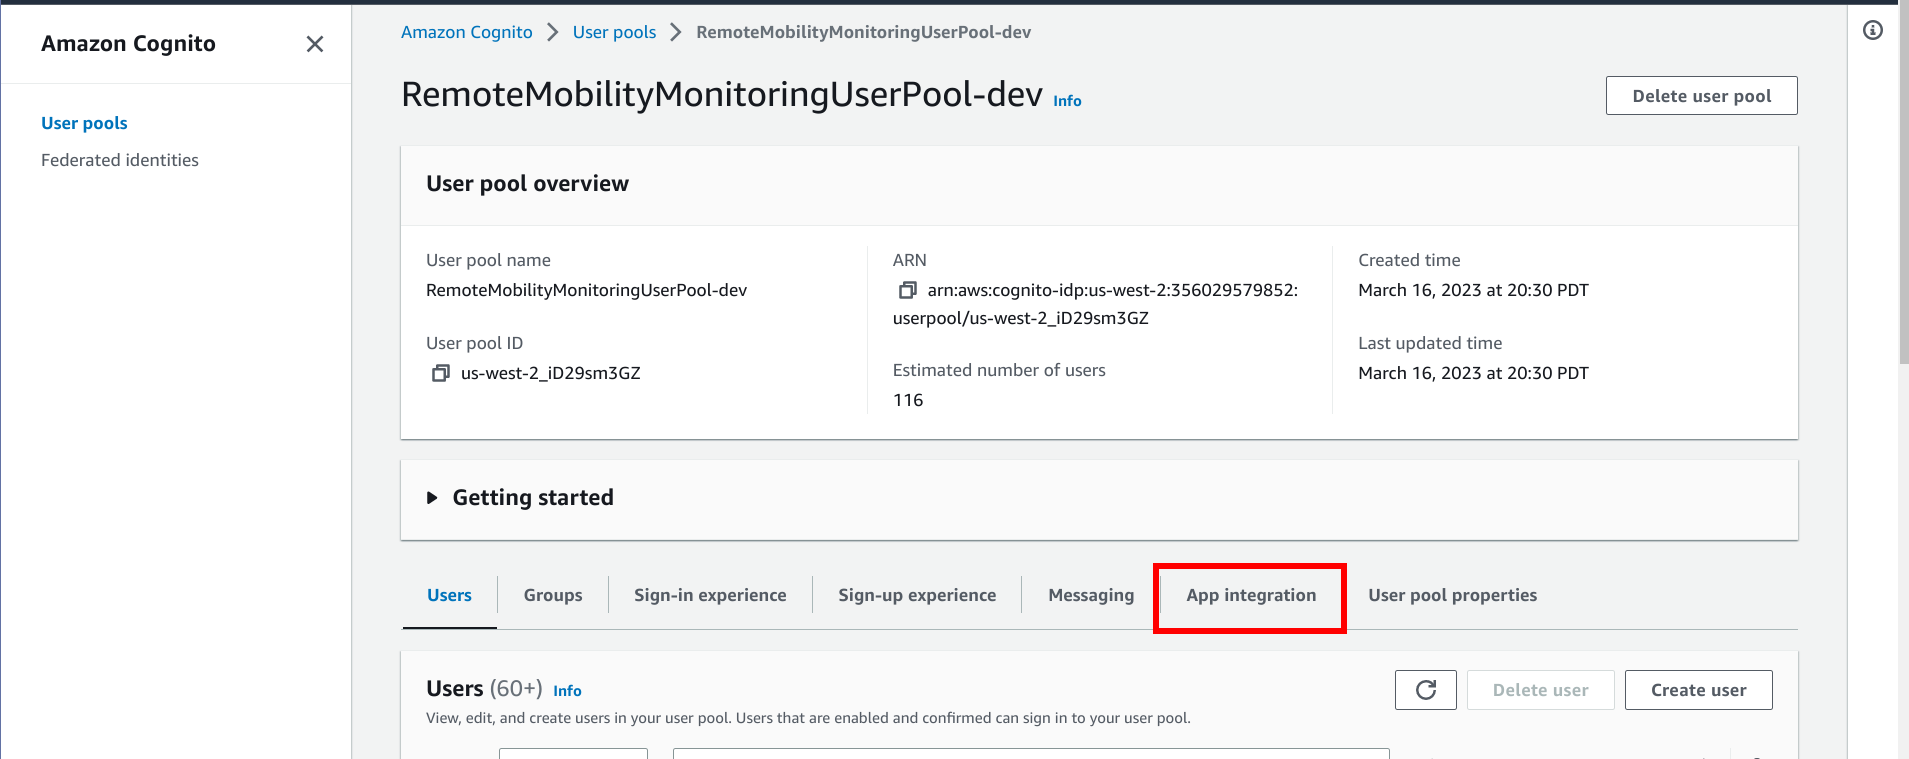 Amazon Cognito
User pools
Federated identities
Amazon Cognito > User pools > RemoteMobilityMonitoringUserPool-dev
RemoteMobilityMonitoringUserPool-dev Info
Delete user pool
User pool overview
User pool name
RemoteMobilityMonitoringUserPool-dev
User pool ID
us-west-2_iD29sm3GZ
ARN
arn:aws:cognito-idp:us-west-2:356029579852:
userpool/us-west-2_iD29sm3GZ
Estimated number of users
116
Created time
March 16, 2023 at 20:30 PDT
Last updated time
March 16, 2023 at 20:30 PDT
Getting started
Users Groups Sign-in experience Sign-up experience Messaging App integration User pool properties
Users (60+) Info
Delete user Create user
View, edit, and create users in your user pool. Users that are enabled and confirmed can sign in to your user pool.